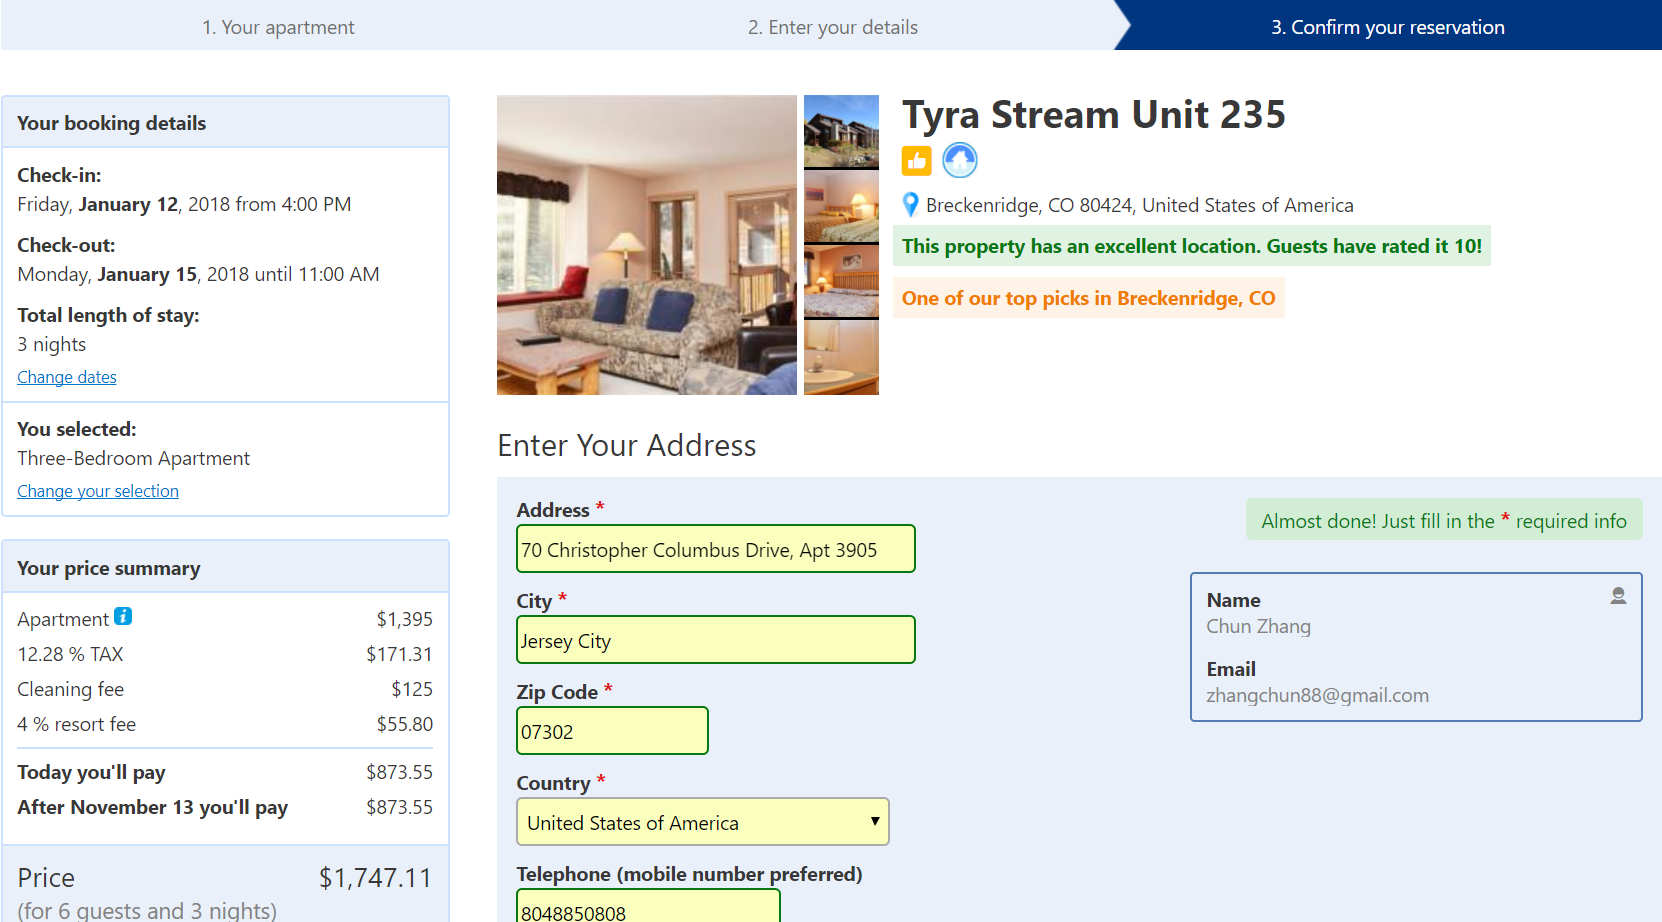 1. Your apartment
2. Enter your details
3. Confirm your reservation
Your booking details
Check-in:
Friday, January 12, 2018 from 4:00 PM
Check-out:
Monday, January 15, 2018 until 11:00 AM
Total length of stay:
3 nights
Change dates
You selected:
Three-Bedroom Apartment
Change your selection
Your price summary
Apartment i $1,395
12.28 % TAX $171.31
Cleaning fee $125
4 % resort fee $55.80
Today you'll pay $873.55
After November 13 you'll pay $873.55
Price $1,747.11
(for 6 guests and 3 nights)
Tyra Stream Unit 235
Breckenridge, CO 80424, United States of America
This property has an excellent location. Guests have rated it 10!
One of our top picks in Breckenridge, CO
Enter Your Address
Address *
70 Christopher Columbus Drive, Apt 3905
City *
Jersey City
Zip Code *
07302
Country *
United States of America
Telephone (mobile number preferred)
8048850808
Almost done! Just fill in the * required info
Name
Chun Zhang
Email
zhangchun88@gmail.com